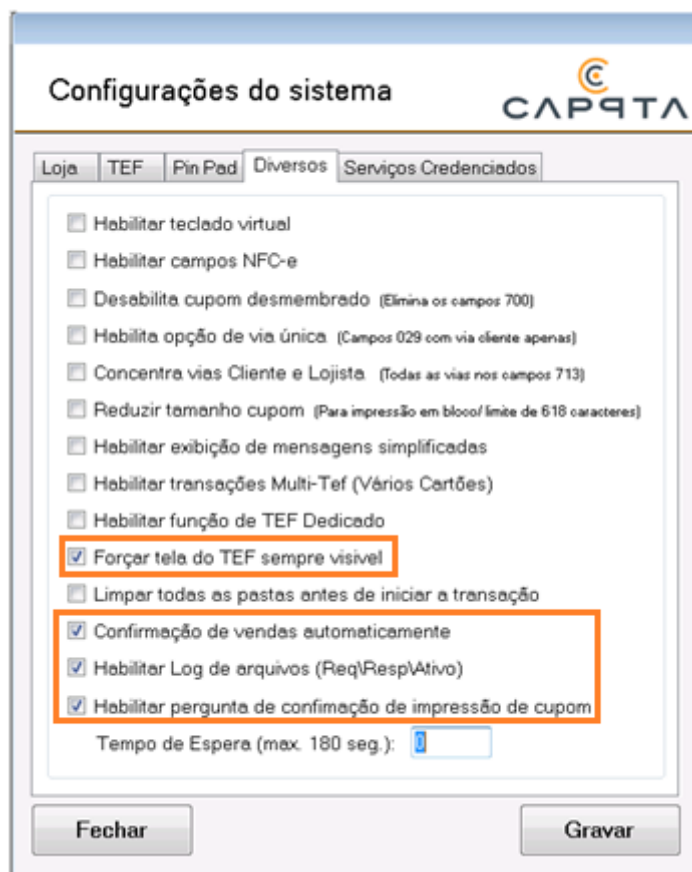 Configurações do sistema
CAPPTA
Loja TEF Pin Pad Diversos Serviços Credenciados
Habilitar teclado virtual
Habilitar campos NFC-e
Desabilita cupom desmembrado (Elimina os campos 700)
Habilita opção de via única (Campos 029 com via cliente apenas)
Concentra vias Cliente e Lojista (Todas as vias nos campos 713)
Reduzir tamanho cupom (Para impressão em bloco/ limite de 618 caracteres)
Habilitar exibição de mensagens simplificadas
Habilitar transações Multi-Tef (Vários Cartões)
Habilitar função de TEF Dedicado
Forçar tela do TEF sempre visivel
Limpar todas as pastas antes de iniciar a transação
Confirmação de vendas automaticamente
Habilitar Log de arquivos (Req\Resp\Ativo)
Habilitar pergunta de confimação de impressão de cupom
Tempo de Espera (max. 180 seg.): 0
Fechar Gravar